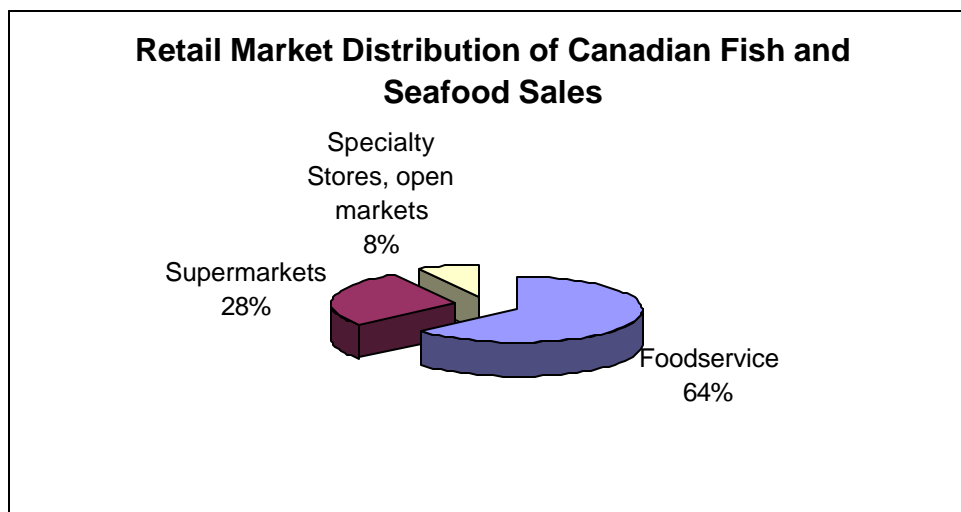 Retail Market Distribution of Canadian Fish and
Seafood Sales
Specialty
Stores, open
markets
8%
Supermarkets
28%
Foodservice
64%